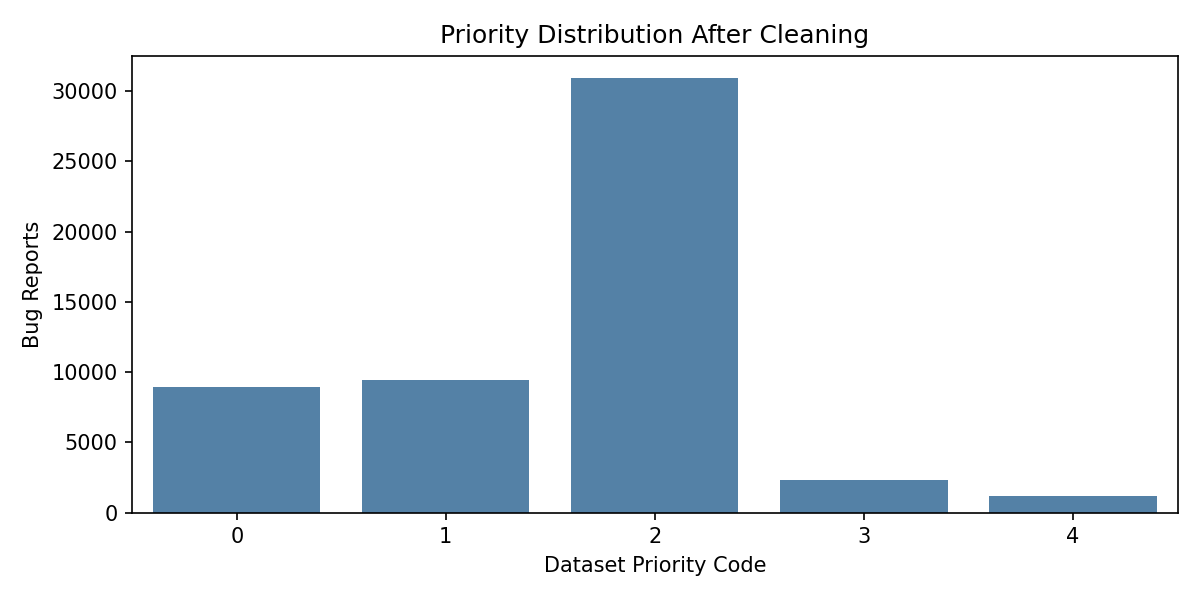 Priority Distribution After Cleaning
Bug Reports
30000
25000
20000
15000
10000
5000
0
0 1 2 3 4
Dataset Priority Code